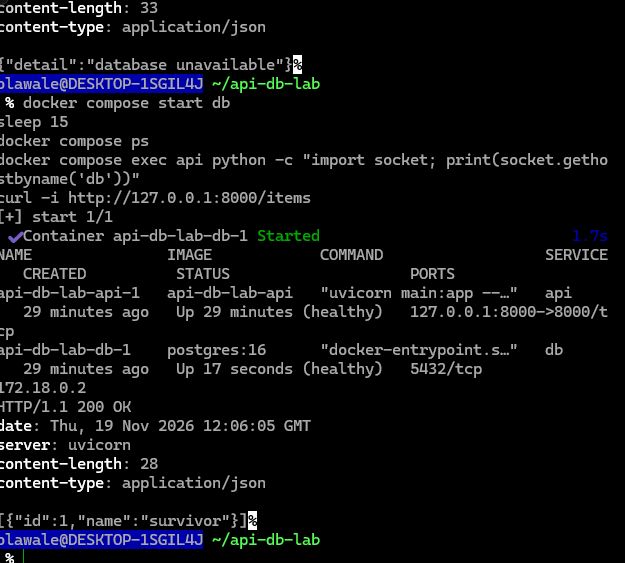 content-length: 33
content-type: application/json
{"detail":"database unavailable"}%
olawale@DESKTOP-1SGIL4J ~/api-db-lab
% docker compose start db
sleep 15
docker compose ps
docker compose exec api python -c "import socket; print(socket.getho
stbyname('db'))"
curl -i http://127.0.0.1:8000/items
[+] start 1/1
✔Container api-db-lab-db-1 Started 1.7s
NAME IMAGE COMMAND SERVICE
CREATED STATUS PORTS
api-db-lab-api-1 api-db-lab-api "uvicorn main:app --…" api
29 minutes ago Up 29 minutes (healthy) 127.0.0.1:8000->8000/t
cp
api-db-lab-db-1 postgres:16 "docker-entrypoint.s…" db
29 minutes ago Up 17 seconds (healthy) 5432/tcp
172.18.0.2
HTTP/1.1 200 OK
date: Thu, 19 Nov 2026 12:06:05 GMT
server: uvicorn
content-length: 28
content-type: application/json
[{"id":1,"name":"survivor"}]%
olawale@DESKTOP-1SGIL4J ~/api-db-lab
%